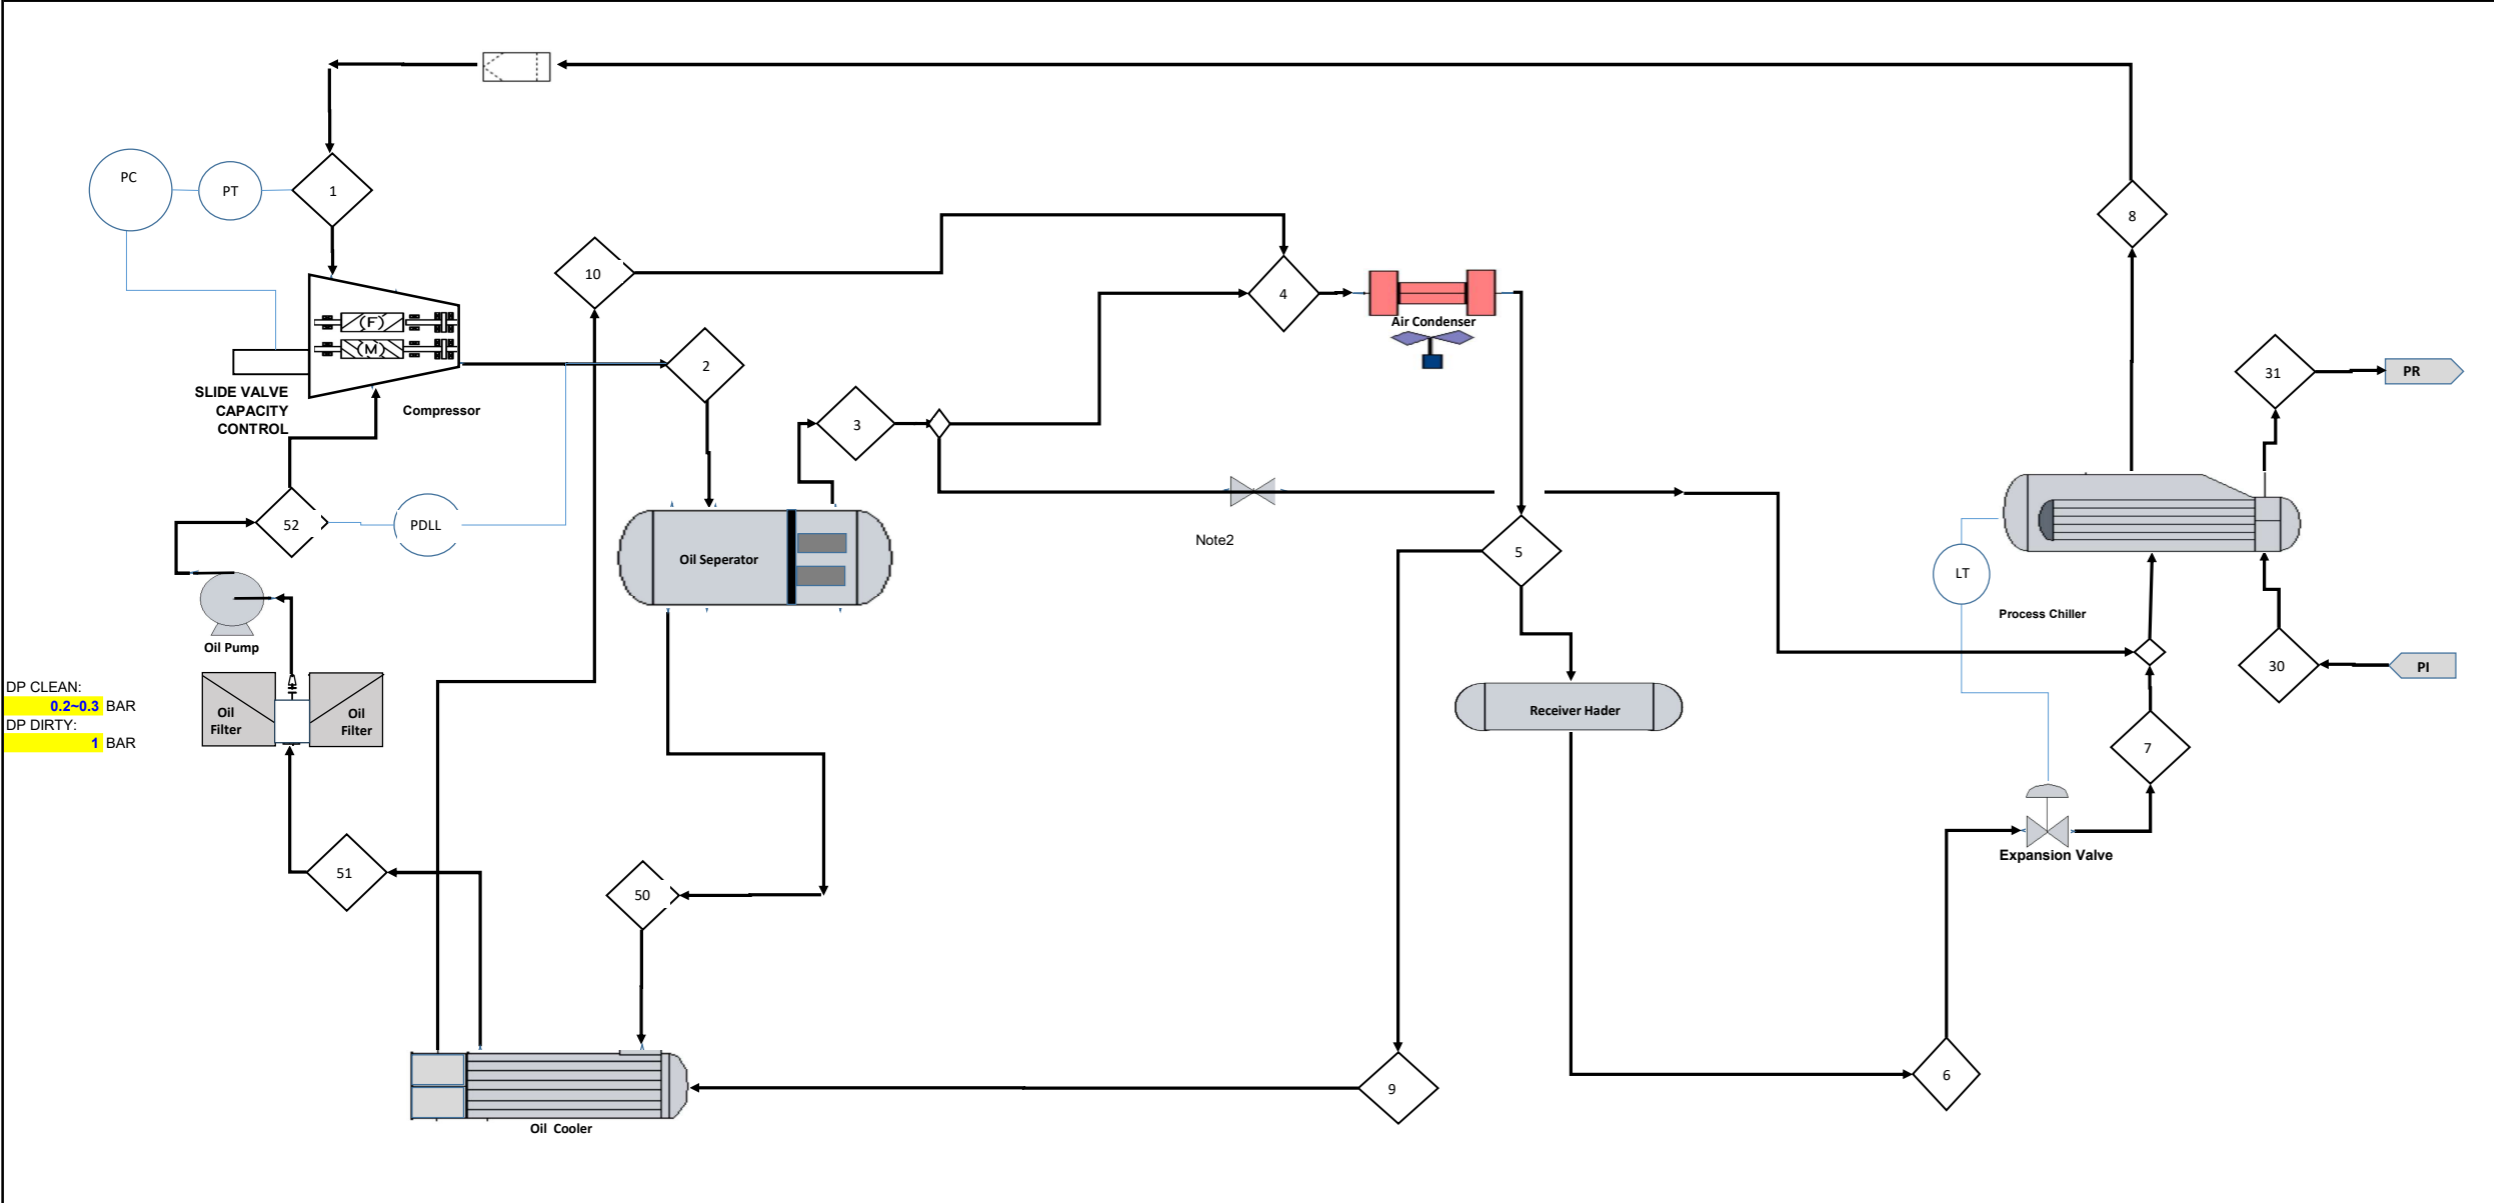 PC
PT
1
8
10
4
Air Condenser
(F)
(M)
2
31
PR
SLIDE VALVE
CAPACITY
CONTROL
Compressor
3
52
PDLL
Oil Seperator
Note2
5
LT
Process Chiller
Oil Pump
30
PI
DP CLEAN:
0.2~0.3 BAR
DP DIRTY:
1 BAR
Oil
Filter
Oil
Filter
Receiver Hader
7
Expansion Valve
51
50
9
6
Oil Cooler